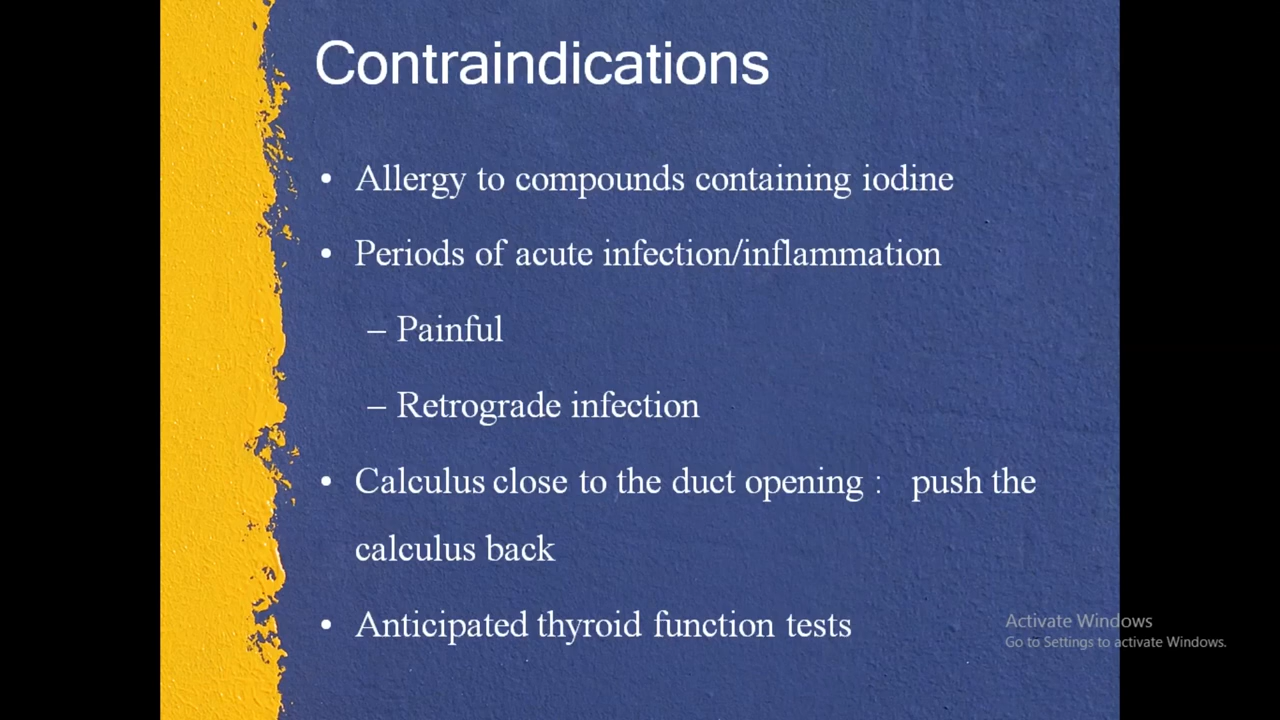 Contraindications
• Allergy to compounds containing iodine
• Periods of acute infection/inflammation
– Painful
– Retrograde infection
• Calculus close to the duct opening : push the
calculus back
• Anticipated thyroid function tests
Activate Windows
Go to Settings to activate Windows.